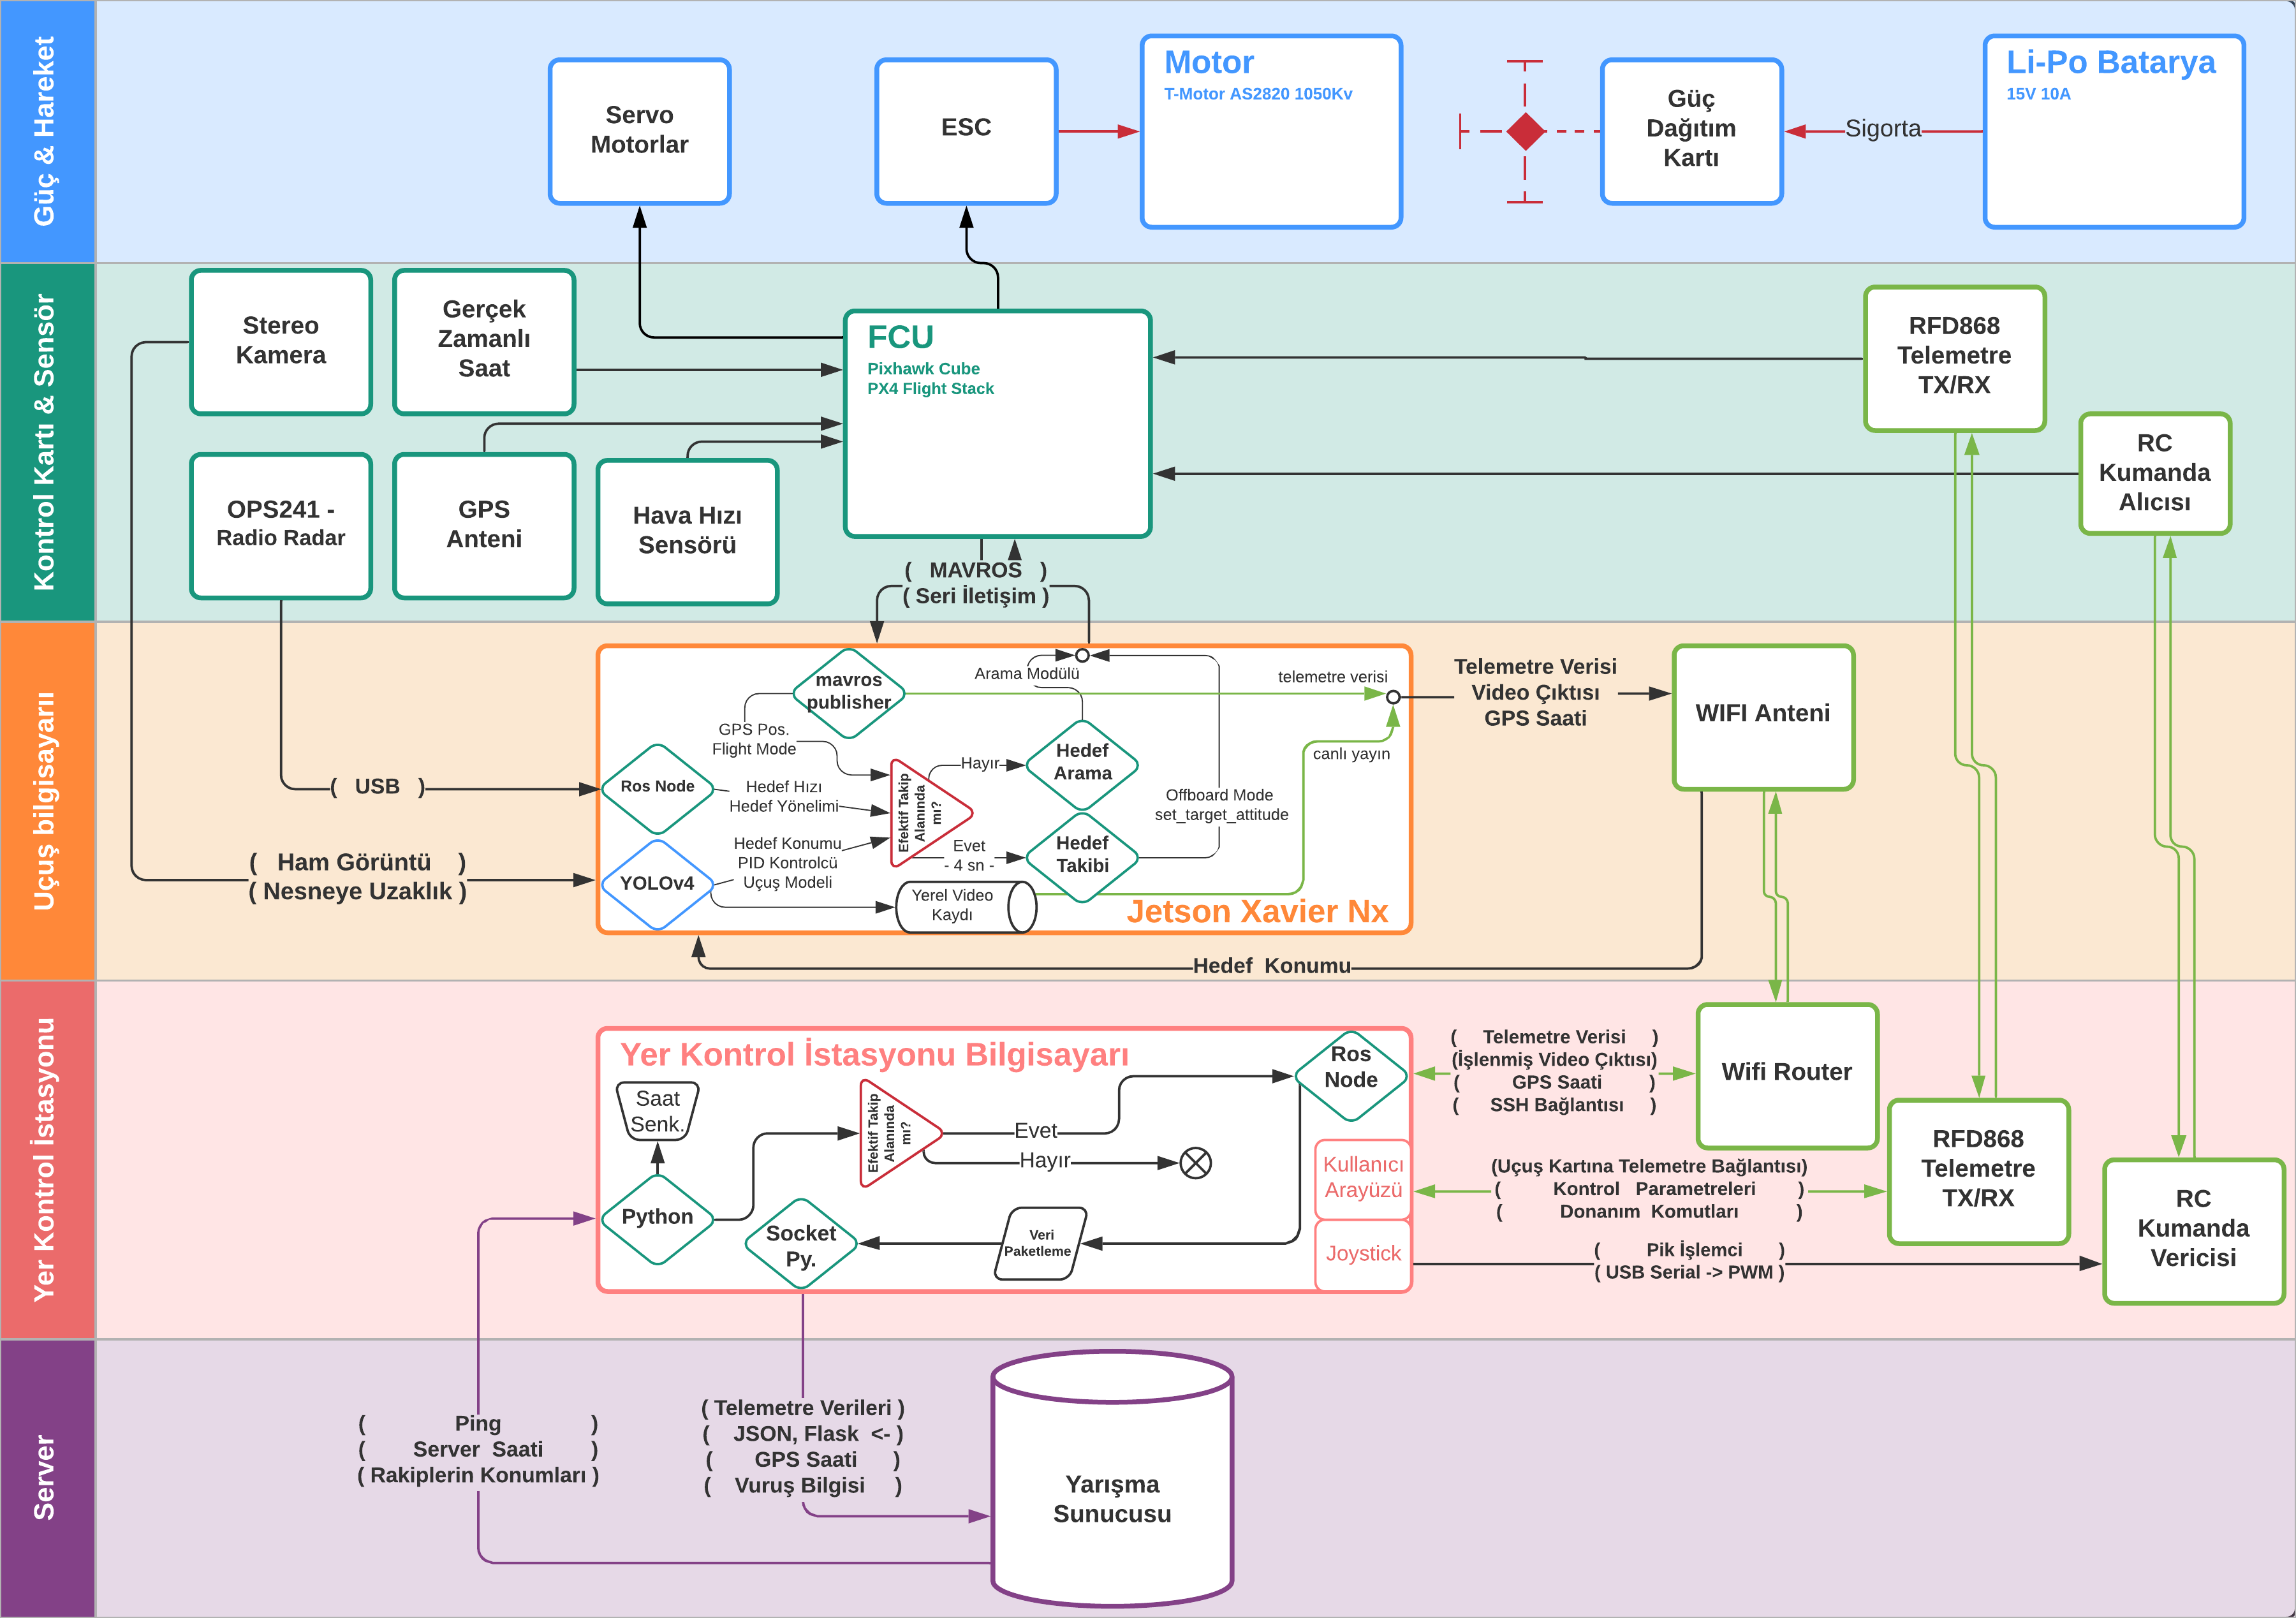 Güç & Hareket
Servo
Motorlar
ESC
Motor
T-Motor AS2820 1050Kv
Güç
Dağıtım
Kartı
Sigorta
Li-Po Batarya
15V 10A
Kontrol Kartı & Sensör
Stereo
Kamera
Gerçek
Zamanlı
Saat
FCU
Pixhawk Cube
PX4 Flight Stack
RFD868
Telemetre
TX/RX
RC
Kumanda
Alıcısı
OPS241 -
Radio Radar
GPS
Anteni
Hava Hızı
Sensörü
( MAVROS )
( Seri İletişim )
Uçuş bilgisayarı
( USB )
( Ham Görüntü )
( Nesneye Uzaklık )
mavros
publisher
Arama Modülü
telemetre verisi
GPS Pos.
Flight Mode
Ros Node
Hedef Hızı
Hedef Yönelimi
Efektif Takip
Alanında
mı?
Hayır
Hedef
Arama
canlı yayın
Offboard Mode
set_target_attitude
Hedef Konumu
PID Kontrolcü
Uçuş Modeli
YOLOv4
Evet
- 4 sn -
Hedef
Takibi
Yerel Video
Kaydı
Jetson Xavier Nx
Telemetre Verisi
Video Çıktısı
GPS Saati
WIFI Anteni
Hedef Konumu
Yer Kontrol İstasyonu
Yer Kontrol İstasyonu Bilgisayarı
Saat
Senk.
Efektif Takip
Alanında
mı?
Evet
Hayır
Ros
Node
Python
Socket
Py.
Veri
Paketleme
Kullanıcı
Arayüzü
Joystick
( Telemetre Verisi )
(İşlenmiş Video Çıktısı)
( GPS Saati )
( SSH Bağlantısı )
Wifi Router
(Uçuş Kartına Telemetre Bağlantısı)
( Kontrol Parametreleri )
( Donanım Komutları )
RFD868
Telemetre
TX/RX
( Pik İşlemci )
( USB Serial -> PWM )
RC
Kumanda
Vericisi
Server
( Ping )
( Server Saati )
( Rakiplerin Konumları )
( Telemetre Verileri )
( JSON, Flask <- )
( GPS Saati )
( Vuruş Bilgisi )
Yarışma
Sunucusu